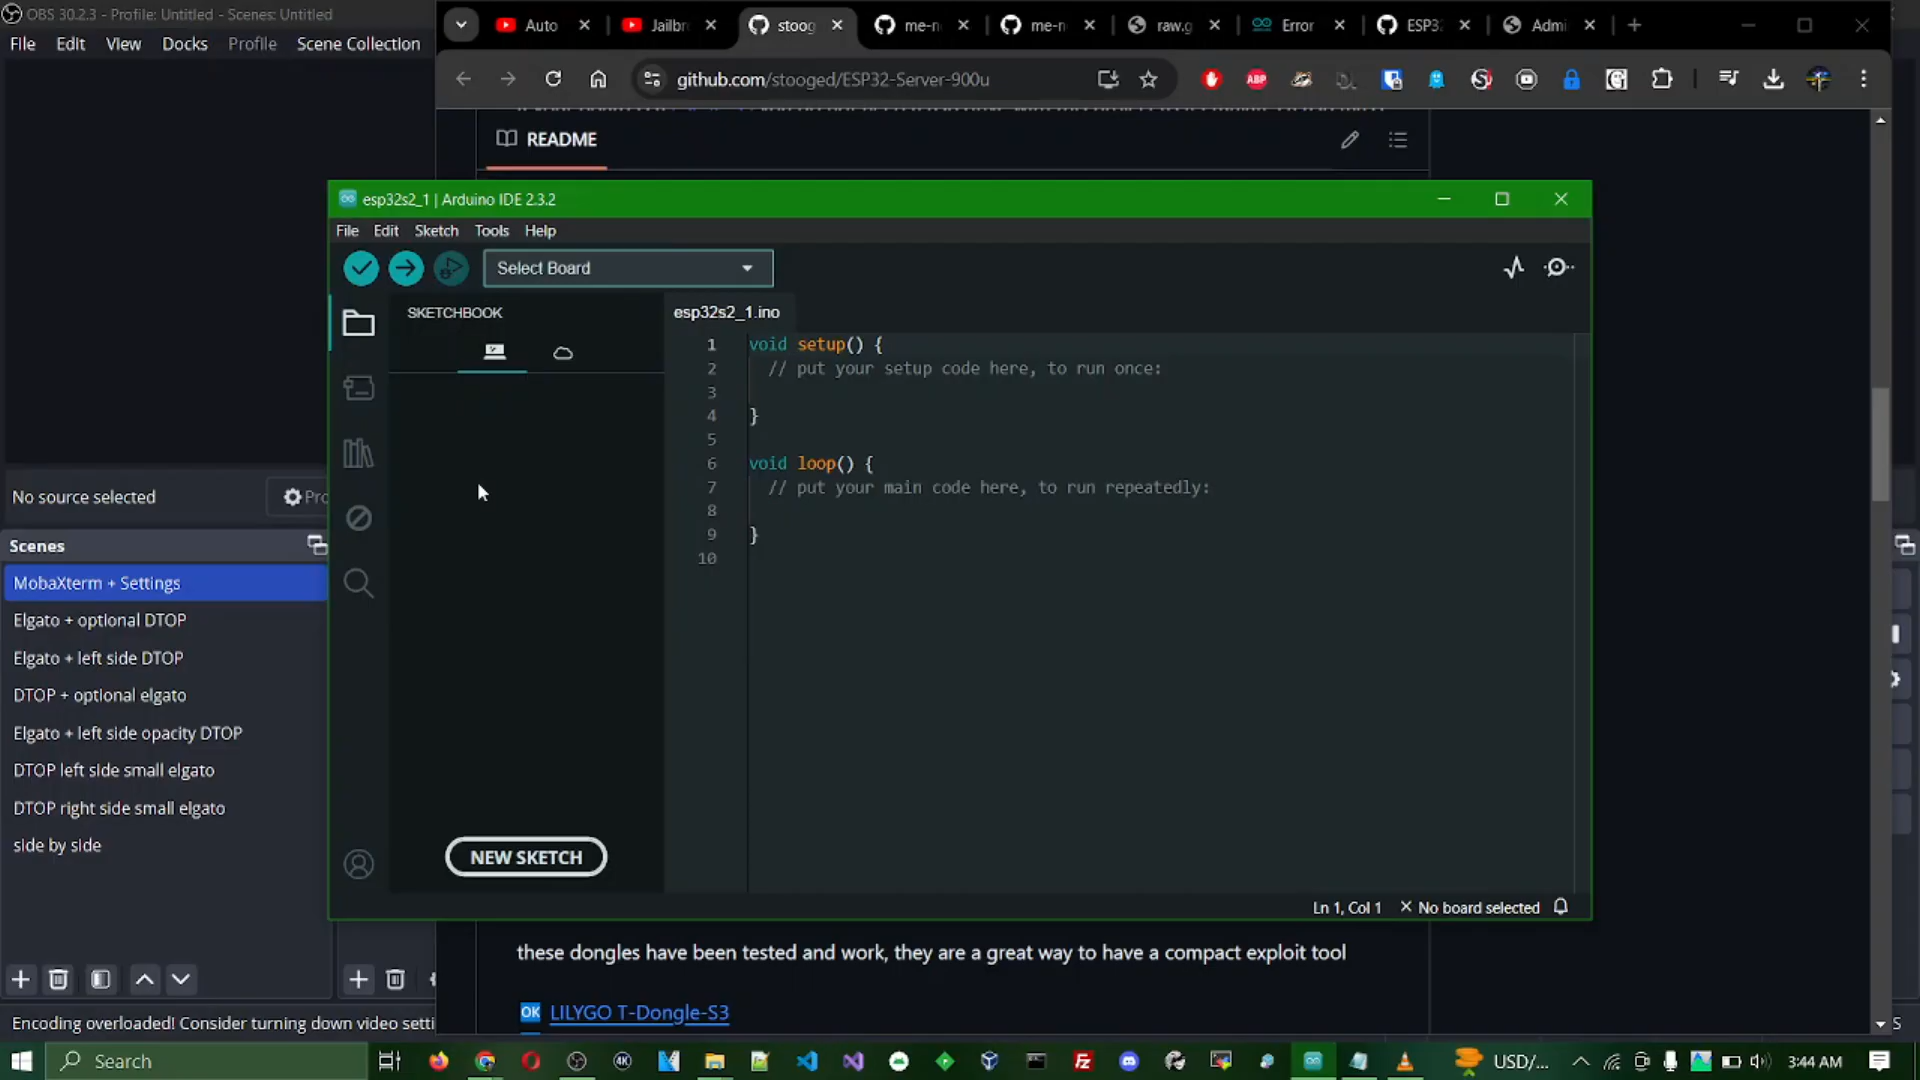 OBS 30.2.3 - Profile: Untitled - Scenes: Untitled
File Edit View Docks Profile Scene Collection
Auto
Jailbr
stoog
me-n
me-n
raw.g
Error
ESP3
Admi
github.com/stooged/ESP32-Server-900u
ABP
README
esp32s2_1 | Arduino IDE 2.3.2
File Edit Sketch Tools Help
Select Board
SKETCHBOOK
esp32s2_1.ino
1 void setup() {
2 // put your setup code here, to run once:
3
4 }
5
6 void loop() {
7 // put your main code here, to run repeatedly:
8
9 }
10
NEW SKETCH
Ln 1, Col 1 No board selected
No source selected
Pro
Scenes
MobaXterm + Settings
Elgato + optional DTOP
Elgato + left side DTOP
DTOP + optional elgato
Elgato + left side opacity DTOP
DTOP left side small elgato
DTOP right side small elgato
side by side
these dongles have been tested and work, they are a great way to have a compact exploit tool
OK LILYGO T-Dongle-S3
Encoding overloaded! Consider turning down video setti
Search
4K
USD/...
3:44 AM